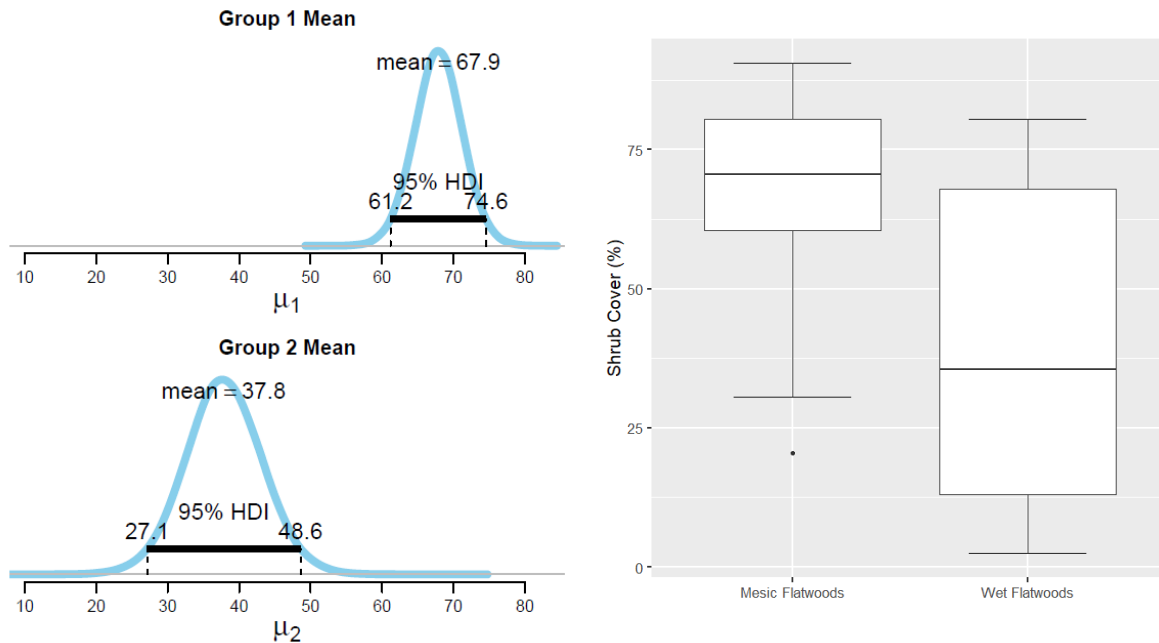 Group 1 Mean
mean = 67.9
95% HDI
61.2 74.6
10 20 30 40 50 60 70 80
μ1
Group 2 Mean
mean = 37.8
95% HDI
27.1 48.6
10 20 30 40 50 60 70 80
μ2
Shrub Cover (%)
75
50
25
0
Mesic Flatwoods Wet Flatwoods